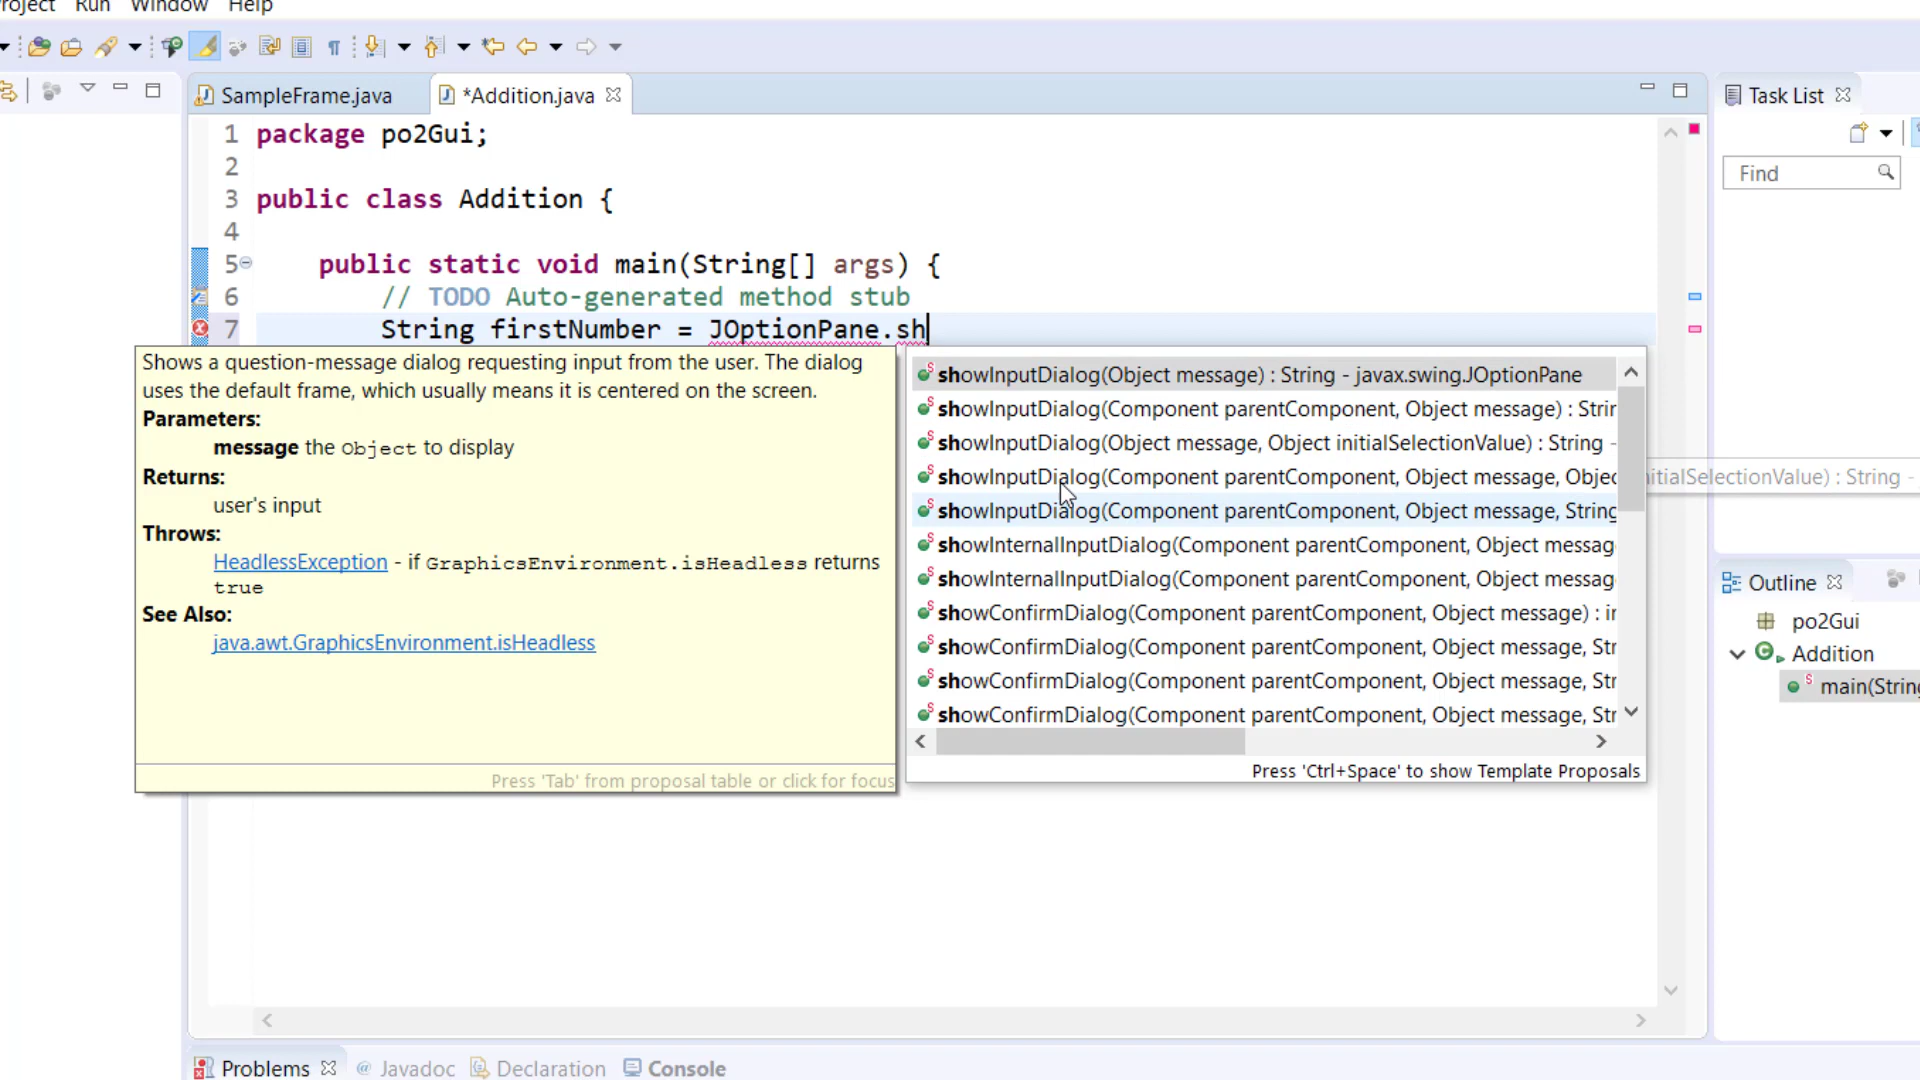 roject Run Window Help
SampleFrame.java
*Addition.java
Task List
Find
1 package po2Gui;
2
3 public class Addition {
4
5 public static void main(String[] args) {
6 // TODO Auto-generated method stub
7 String firstNumber = JOptionPane.sh
Shows a question-message dialog requesting input from the user. The dialog
uses the default frame, which usually means it is centered on the screen.
Parameters:
message the Object to display
Returns:
user's input
Throws:
HeadlessException - if GraphicsEnvironment.isHeadless returns
true
See Also:
java.awt.GraphicsEnvironment.isHeadless
Press 'Tab' from proposal table or click for focus
showInputDialog(Object message) : String - javax.swing.JOptionPane
showInputDialog(Component parentComponent, Object message) : Strin
showInputDialog(Object message, Object initialSelectionValue) : String -
showInputDialog(Component parentComponent, Object message, Object initialSelectionValue) : String -
showInputDialog(Component parentComponent, Object message, String
showInternalInputDialog(Component parentComponent, Object messag
showInternalInputDialog(Component parentComponent, Object messag
showConfirmDialog(Component parentComponent, Object message) : in
showConfirmDialog(Component parentComponent, Object message, Str
showConfirmDialog(Component parentComponent, Object message, Str
showConfirmDialog(Component parentComponent, Object message, Str
Press 'Ctrl+Space' to show Template Proposals
Outline
po2Gui
Addition
main(String
Problems
@ Javadoc
Declaration
Console